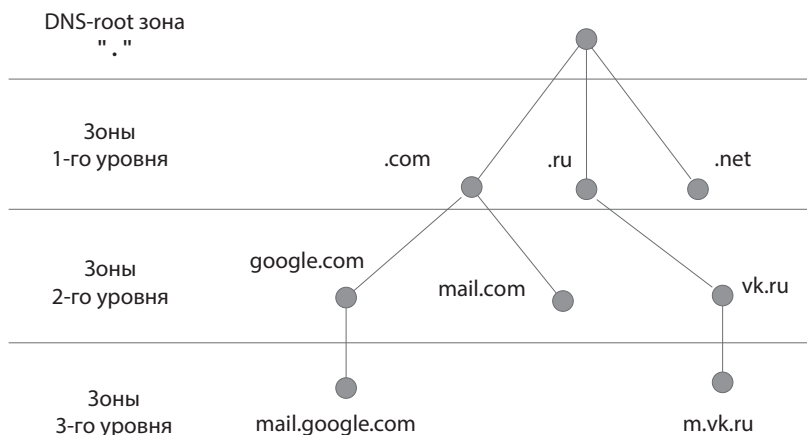 DNS-root зона
"."
Зоны
1-го уровня
.com
.ru
.net
Зоны
2-го уровня
google.com
mail.com
vk.ru
Зоны
3-го уровня
mail.google.com
m.vk.ru